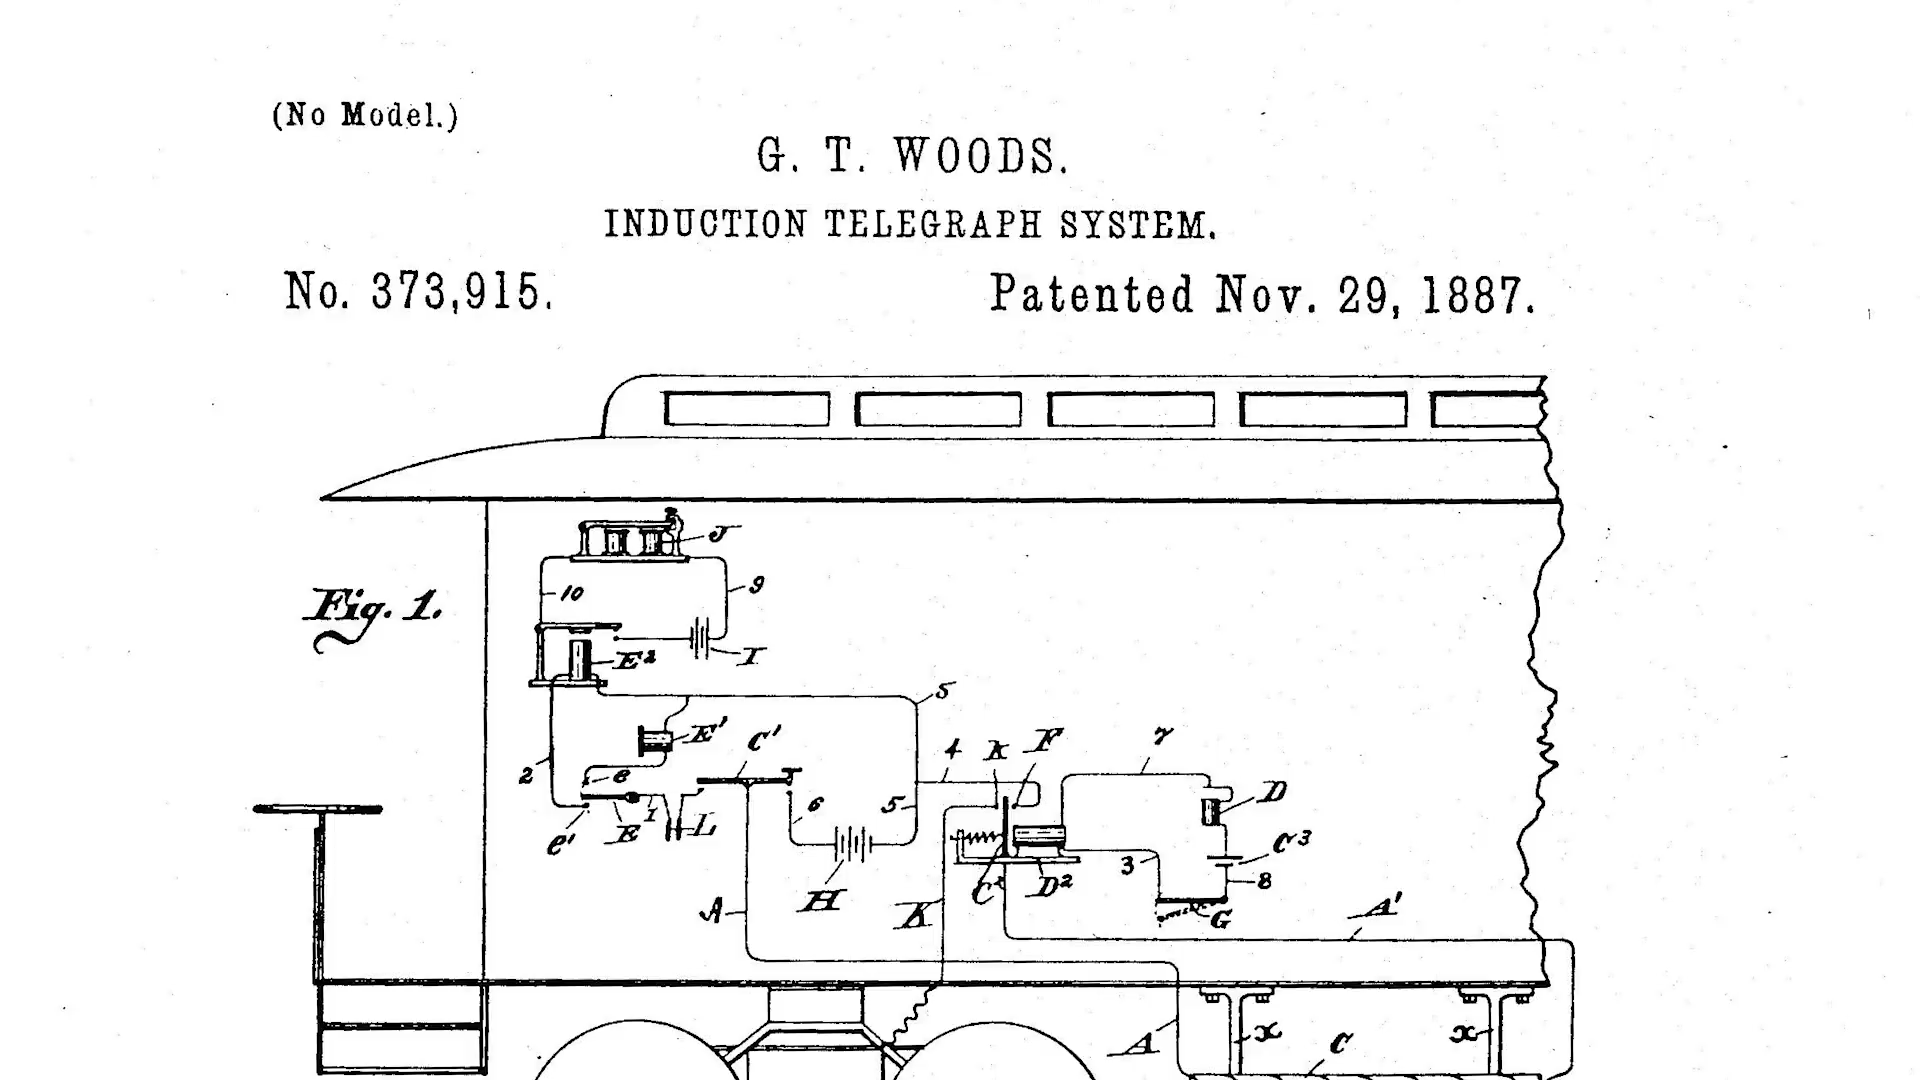 (No Model.)
G. T. WOODS.
INDUCTION TELEGRAPH SYSTEM.
No. 373,915.
Patented Nov. 29, 1887.
J
10
9
Fig. 1.
E²
I
5
E'
C'
4
K
F
7
2
e
D
6
5
e'
E
1
L
C³
3
8
H
C²
D²
A
K
G
A'
A
x
x
C